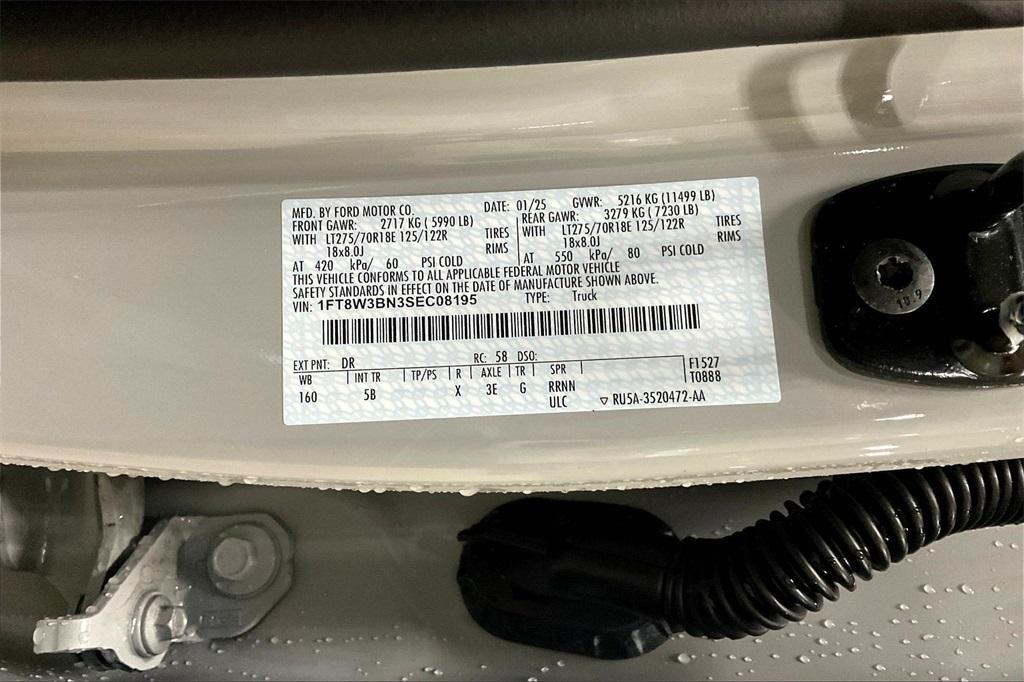 MFD. BY FORD MOTOR CO. DATE: 01/25 GVWR: 5216 KG (11499 LB)
FRONT GAWR: 2717 KG ( 5990 LB) REAR GAWR: 3279 KG ( 7230 LB)
WITH LT275/70R18E 125/122R TIRES WITH LT275/70R18E 125/122R TIRES
18x8.0J RIMS 18x8.0J RIMS
AT 420 kPa/ 60 PSI COLD AT 550 kPa/ 80 PSI COLD
THIS VEHICLE CONFORMS TO ALL APPLICABLE FEDERAL MOTOR VEHICLE
SAFETY STANDARDS IN EFFECT ON THE DATE OF MANUFACTURE SHOWN ABOVE.
VIN: 1FT8W3BN3SEC08195 TYPE: Truck
EXT PNT: DR RC: 58 DSO: F1527
WB INT TR TP/PS R AXLE TR SPR T0888
160 5B X 3E G RRNN
ULC ▽ RU5A-3520472-AA
10.9